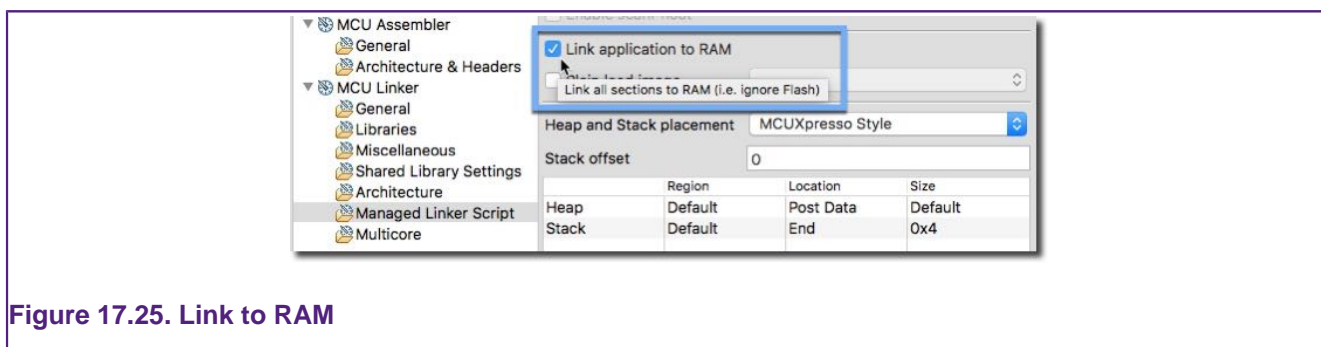 MCU Assembler
General
Architecture & Headers
MCU Linker
General
Libraries
Miscellaneous
Shared Library Settings
Architecture
Managed Linker Script
Multicore
Link application to RAM
Link all sections to RAM (i.e. ignore Flash)
Heap and Stack placement MCUXpresso Style
Stack offset 0
Region Location Size
Heap Default Post Data Default
Stack Default End 0x4
Figure 17.25. Link to RAM